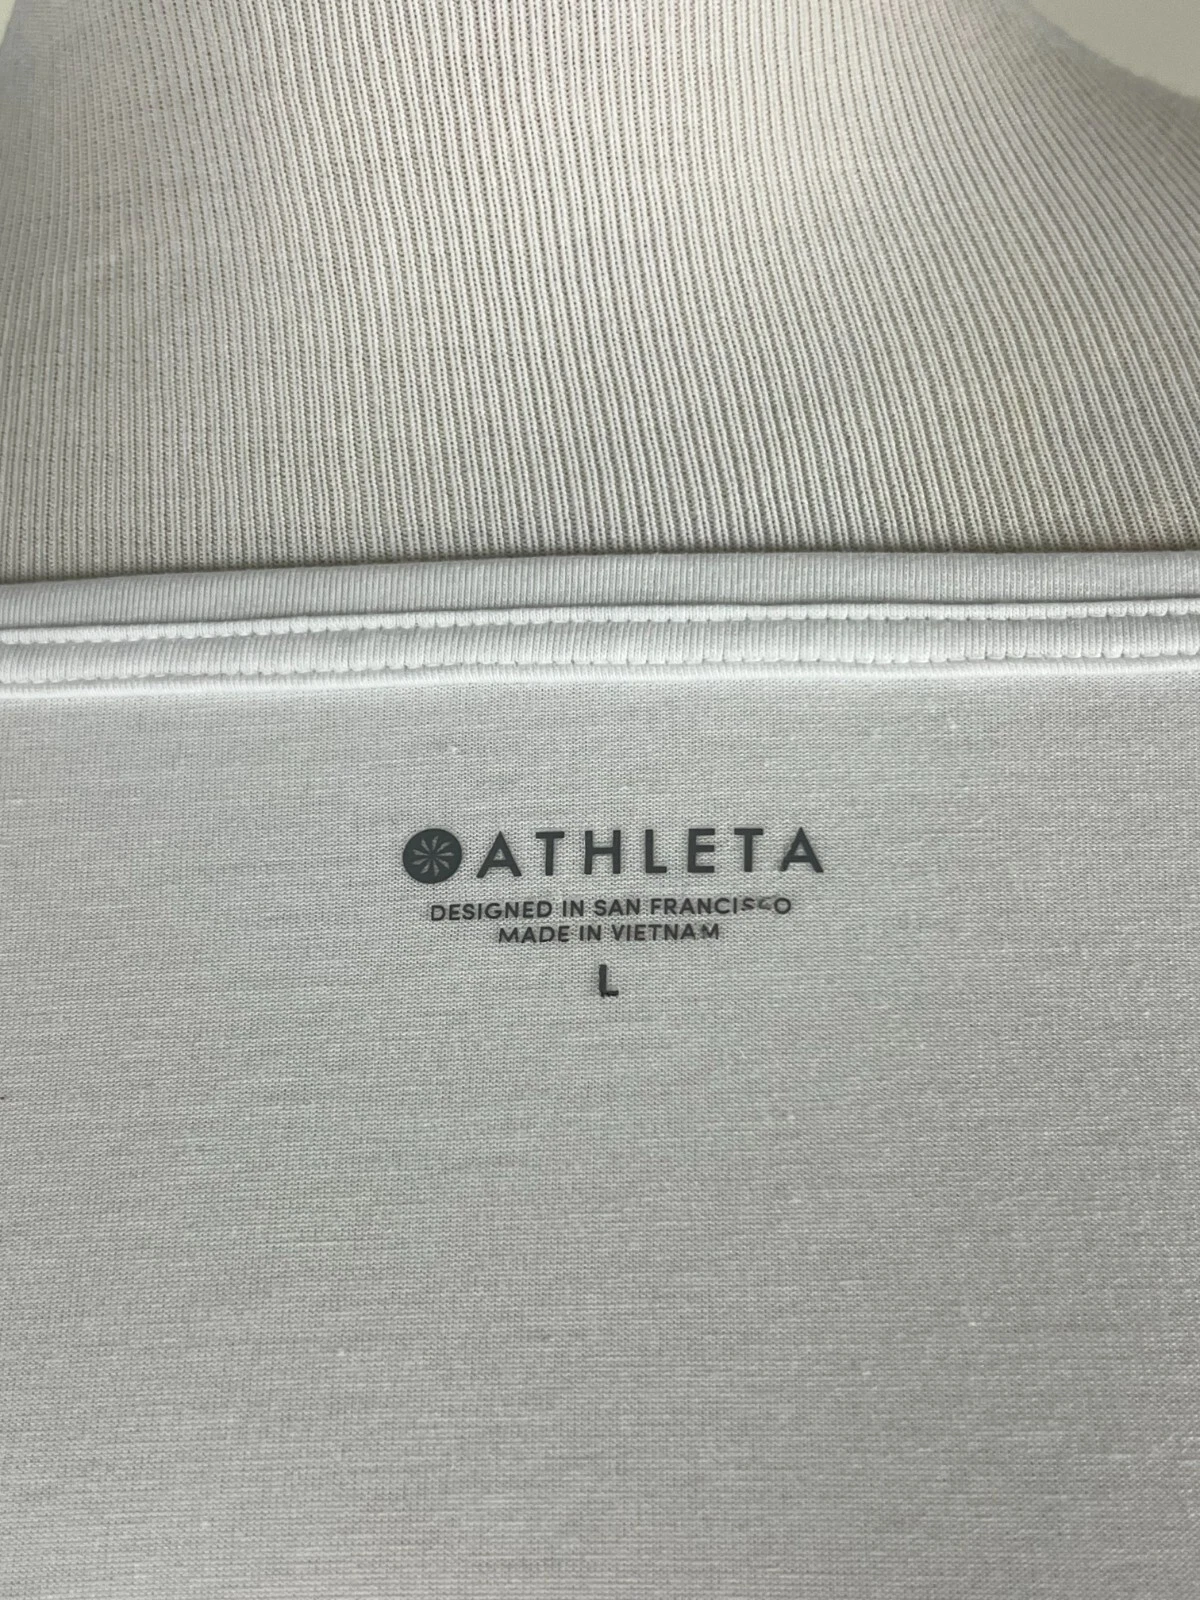 ATHLETA
DESIGNED IN SAN FRANCISCO
MADE IN VIETNAM
L